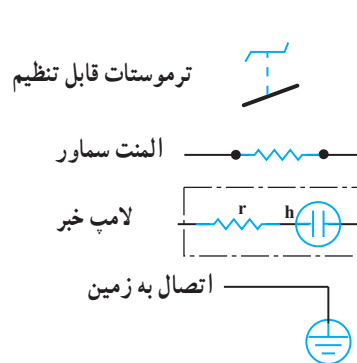 ترموستات قابل تنظیم
المنت سماور
لامپ خبر
r
h
اتصال به زمین